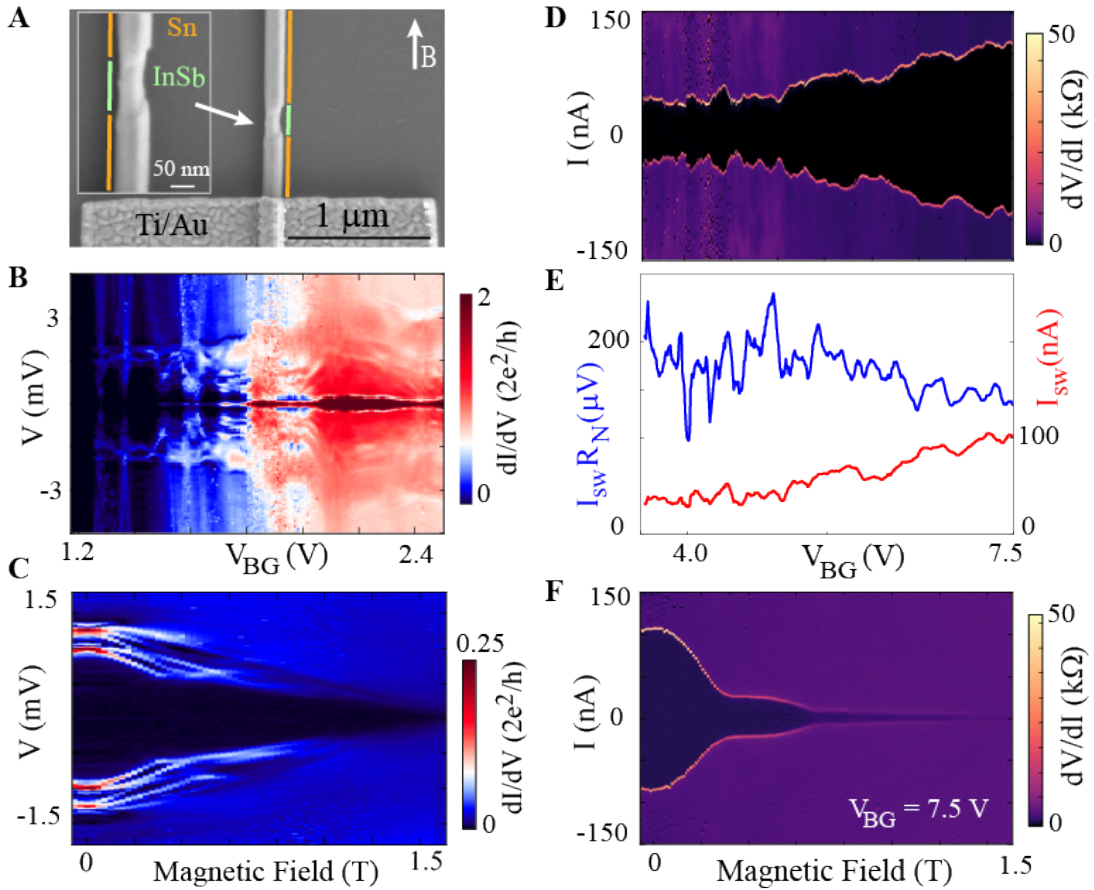 A
Sn
InSb
B
50 nm
Ti/Au
1 μm
B
3
V (mV)
-3
1.2
V_BG (V)
2.4
2
dI/dV (2e²/h)
0
C
1.5
V (mV)
-1.5
0
Magnetic Field (T)
1.5
0.25
dI/dV (2e²/h)
0
D
150
I (nA)
0
-150
50
dV/dI (kΩ)
0
E
200
I_sw R_N (μV)
0
4.0
V_BG (V)
7.5
I_sw (nA)
100
0
F
150
I (nA)
0
-150
V_BG = 7.5 V
0
Magnetic Field (T)
1.5
50
dV/dI (kΩ)
0